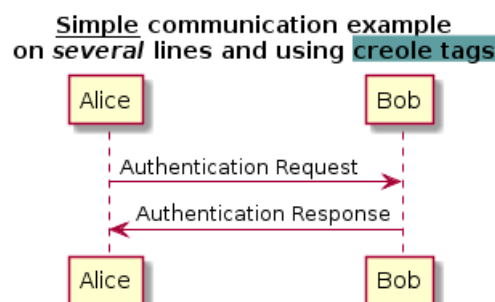 Simple communication example
on several lines and using creole tags
Alice Bob
Authentication Request
Authentication Response
Alice Bob